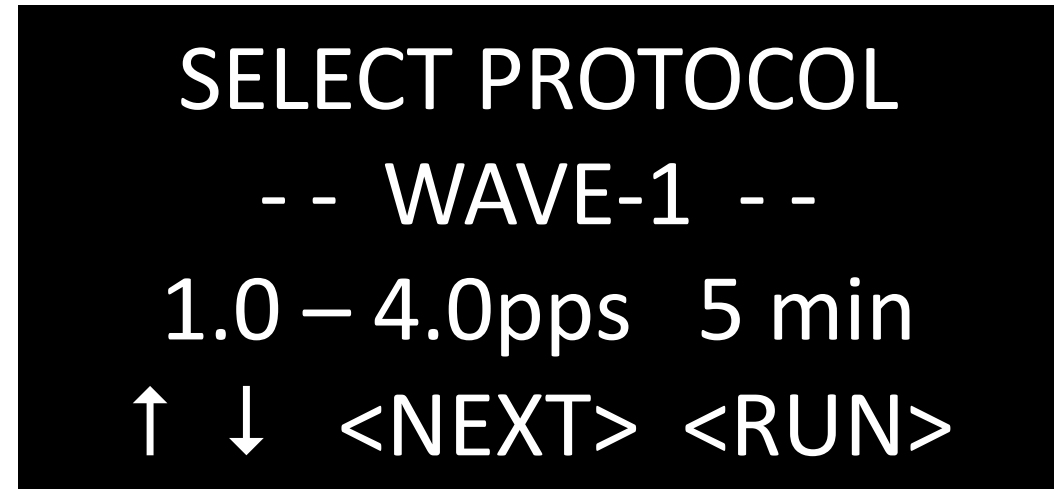 SELECT PROTOCOL
- - WAVE-1 - -
1.0 – 4.0pps 5 min
↑ ↓ <NEXT> <RUN>